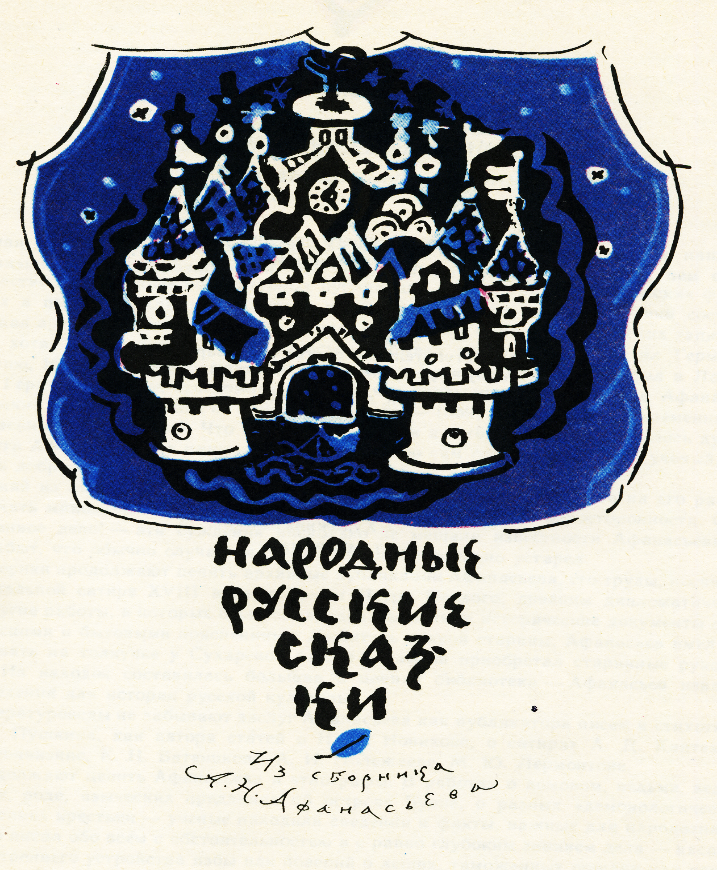 народные
русские
сказ-
ки
Из сборника
А.Н.Афанасьева